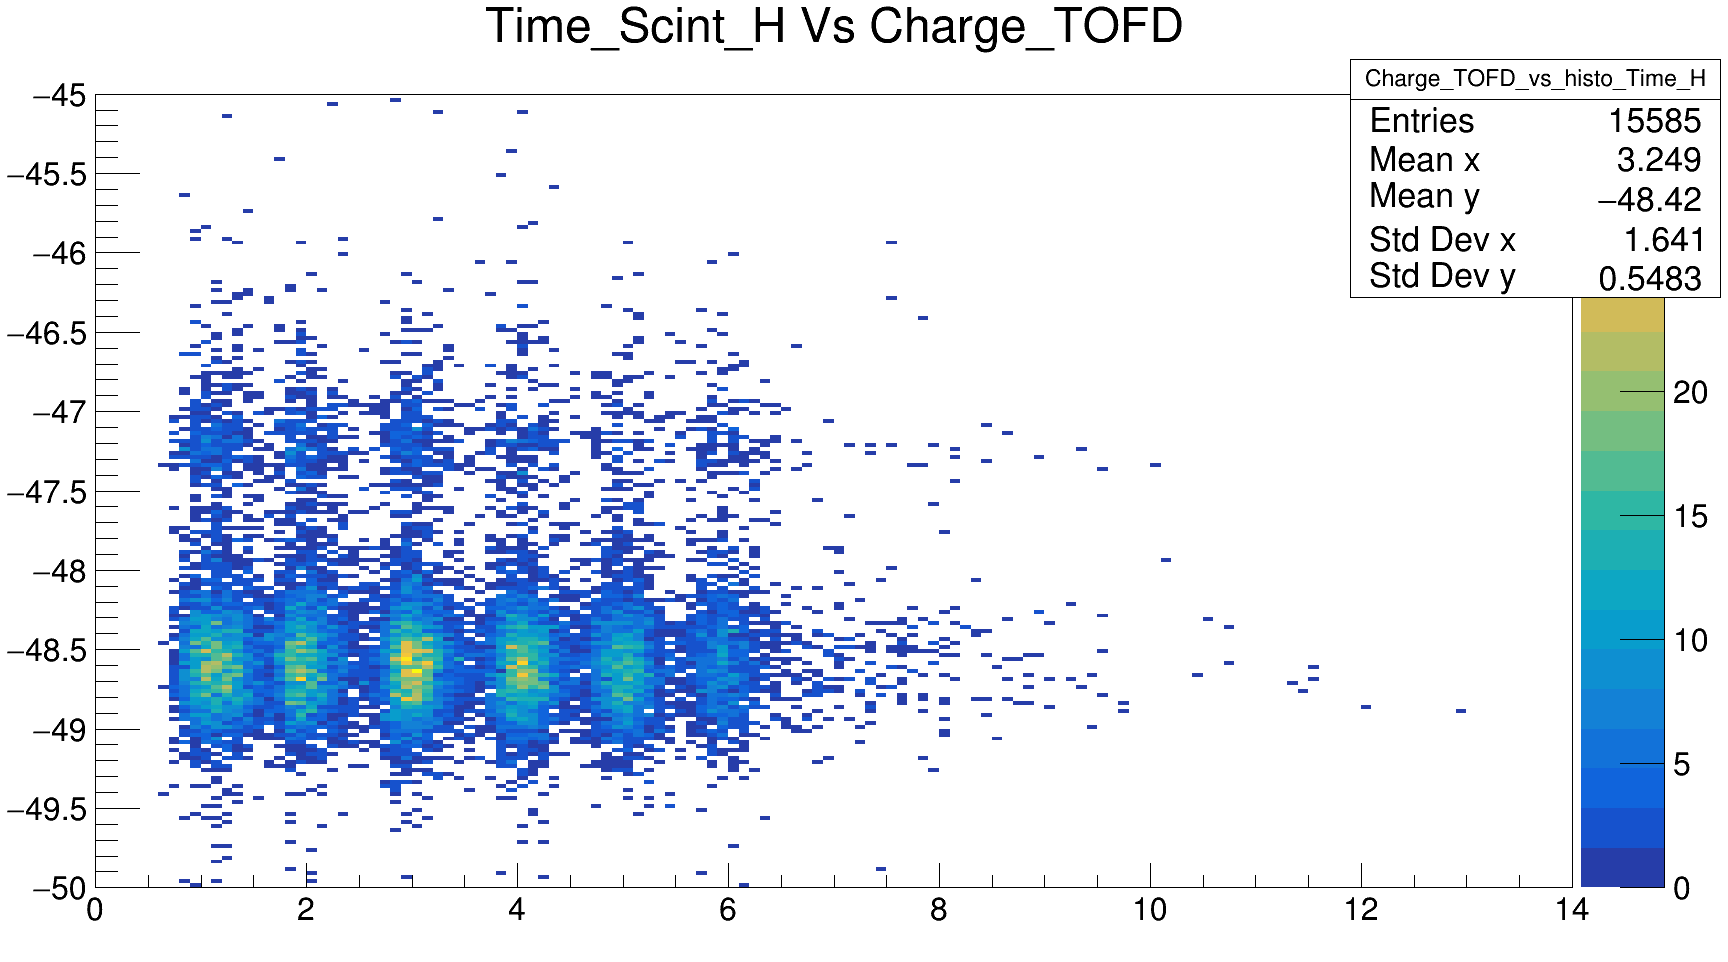 Time_Scint_H Vs Charge_TOFD
Charge_TOFD_vs_histo_Time_H
Entries 15585
Mean x 3.249
Mean y −48.42
Std Dev x 1.641
Std Dev y 0.5483
−45
−45.5
−46
−46.5
−47
−47.5
−48
−48.5
−49
−49.5
−50
0 2 4 6 8 10 12 14
20
15
10
5
0